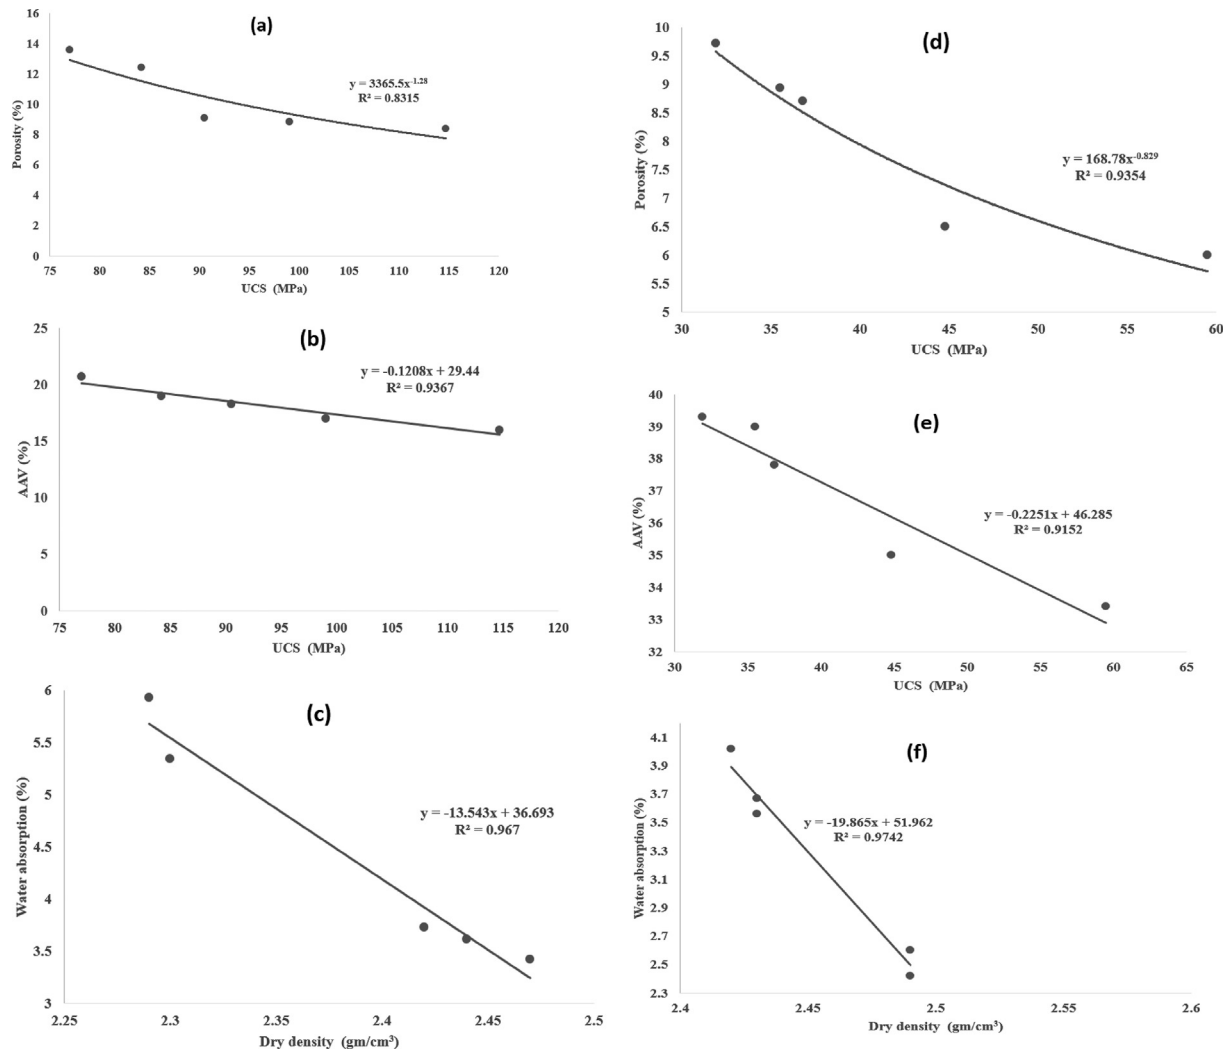 (a)
16
14
12
10
8
6
4
2
0
Porosity (%)
y = 3365.5x^-1.28
R² = 0.8315
75 80 85 90 95 100 105 110 115 120
UCS (MPa)
(b)
25
20
15
10
5
0
AAV (%)
y = -0.1208x + 29.44
R² = 0.9367
75 80 85 90 95 100 105 110 115 120
UCS (MPa)
(c)
6
5.5
5
4.5
4
3.5
3
Water absorption (%)
y = -13.543x + 36.693
R² = 0.967
2.25 2.3 2.35 2.4 2.45 2.5
Dry density (gm/cm³)
(d)
10
9.5
9
8.5
8
7.5
7
6.5
6
5.5
5
Porosity (%)
y = 168.78x^-0.829
R² = 0.9354
30 35 40 45 50 55 60
UCS (MPa)
(e)
40
39
38
37
36
35
34
33
32
AAV (%)
y = -0.2251x + 46.285
R² = 0.9152
30 35 40 45 50 55 60 65
UCS (MPa)
(f)
4.1
3.9
3.7
3.5
3.3
3.1
2.9
2.7
2.5
2.3
Water absorption (%)
y = -19.865x + 51.962
R² = 0.9742
2.4 2.45 2.5 2.55 2.6
Dry density (gm/cm³)